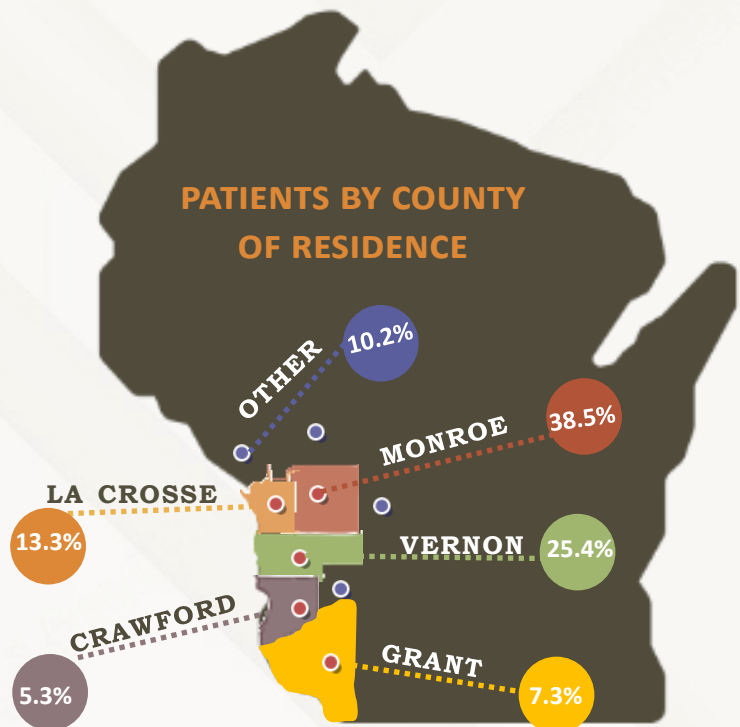 PATIENTS BY COUNTY
OF RESIDENCE
OTHER
10.2%
MONROE
38.5%
LA CROSSE
13.3%
VERNON
25.4%
CRAWFORD
5.3%
GRANT
7.3%